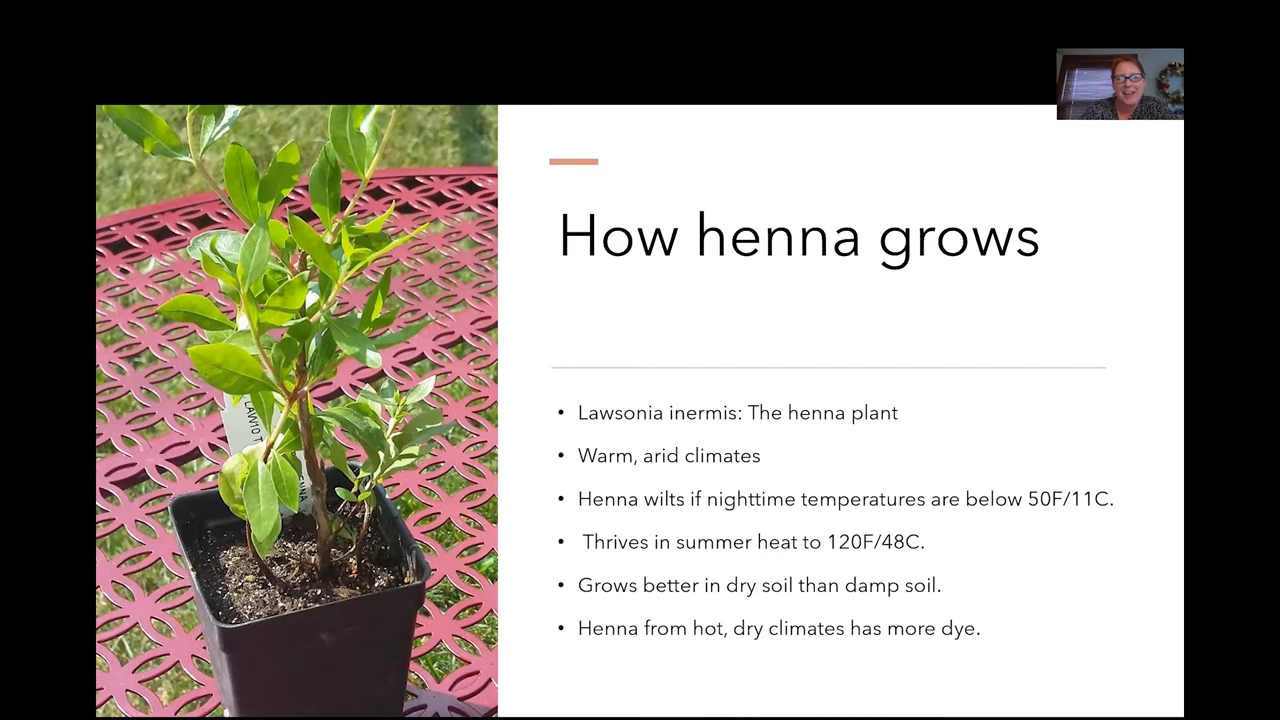 How henna grows
• Lawsonia inermis: The henna plant
• Warm, arid climates
• Henna wilts if nighttime temperatures are below 50F/11C.
• Thrives in summer heat to 120F/48C.
• Grows better in dry soil than damp soil.
• Henna from hot, dry climates has more dye.
LAW10